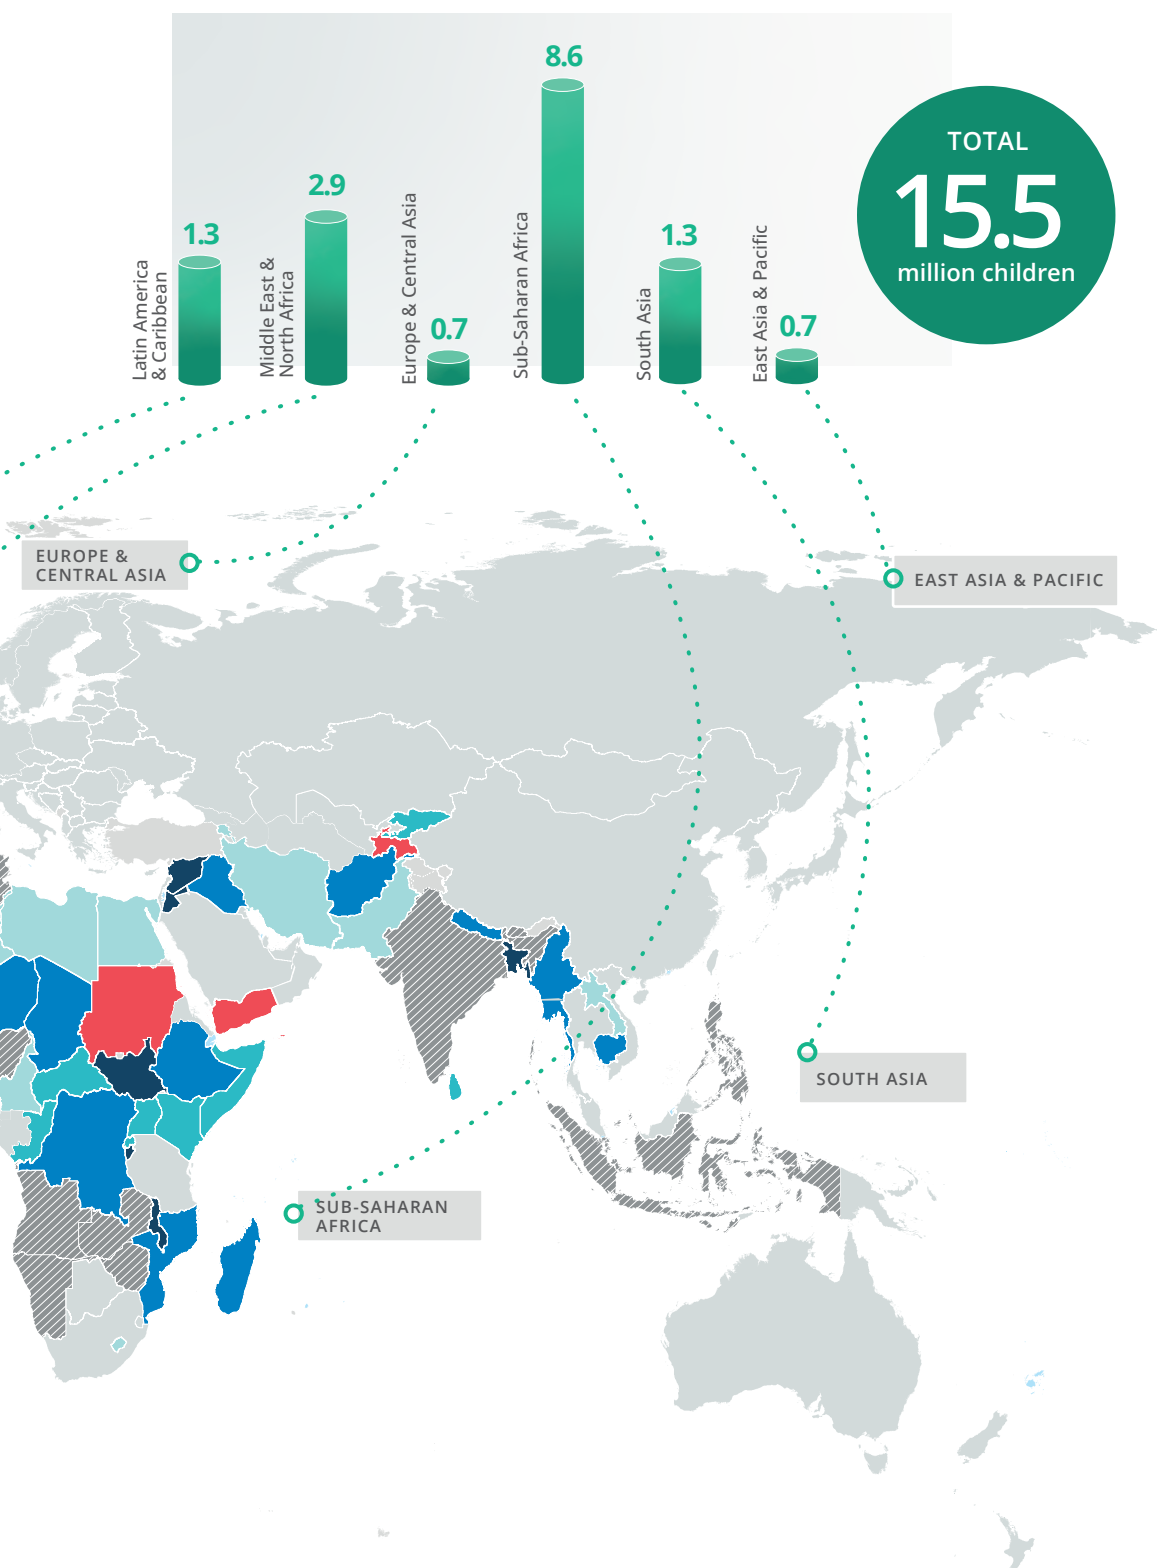 8.6
2.9
1.3
1.3
0.7
0.7
Latin America
& Caribbean
Middle East &
North Africa
Europe & Central Asia
Sub-Saharan Africa
South Asia
East Asia & Pacific
TOTAL
15.5
million children
EUROPE &
CENTRAL ASIA
EAST ASIA & PACIFIC
SOUTH ASIA
SUB-SAHARAN
AFRICA